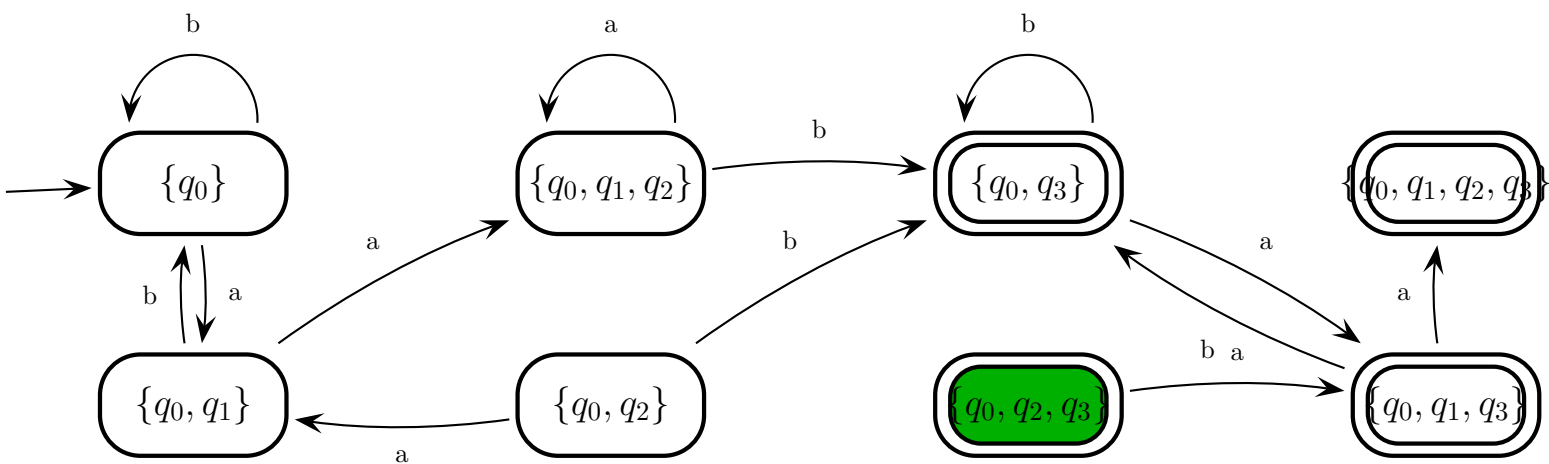 b a b
b
{q₀} {q₀, q₁, q₂} {q₀, q₃} {q₀, q₁, q₂, q₃}
a b a
b a a
b a
{q₀, q₁} {q₀, q₂} {q₀, q₂, q₃} {q₀, q₁, q₃}
a